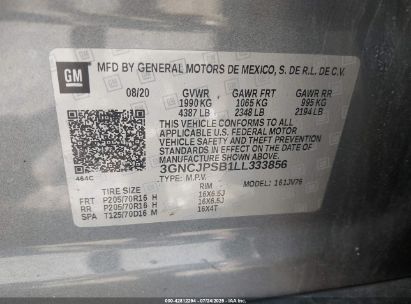 GM
MFD BY GENERAL MOTORS DE MEXICO, S. DE R.L. DE C.V.
08/20 GVWR GAWR FRT GAWR RR
1990 KG 1065 KG 995 KG
4387 LB 2348 LB 2194 LB
THIS VEHICLE CONFORMS TO ALL
APPLICABLE U.S. FEDERAL MOTOR
VEHICLE SAFETY AND THEFT
PREVENTION STANDARDS IN
EFFECT ON THE DATE OF
MANUFACTURE SHOWN ABOVE.
3GNCJPSB1LL333856
464C TYPE: M.P.V. MODEL: 1S1JV76
TIRE SIZE RIM
FRT P205/70R16 H 16X6.5J
RR P205/70R16 H 16X6.5J
SPA T125/70D16 M 16X4T